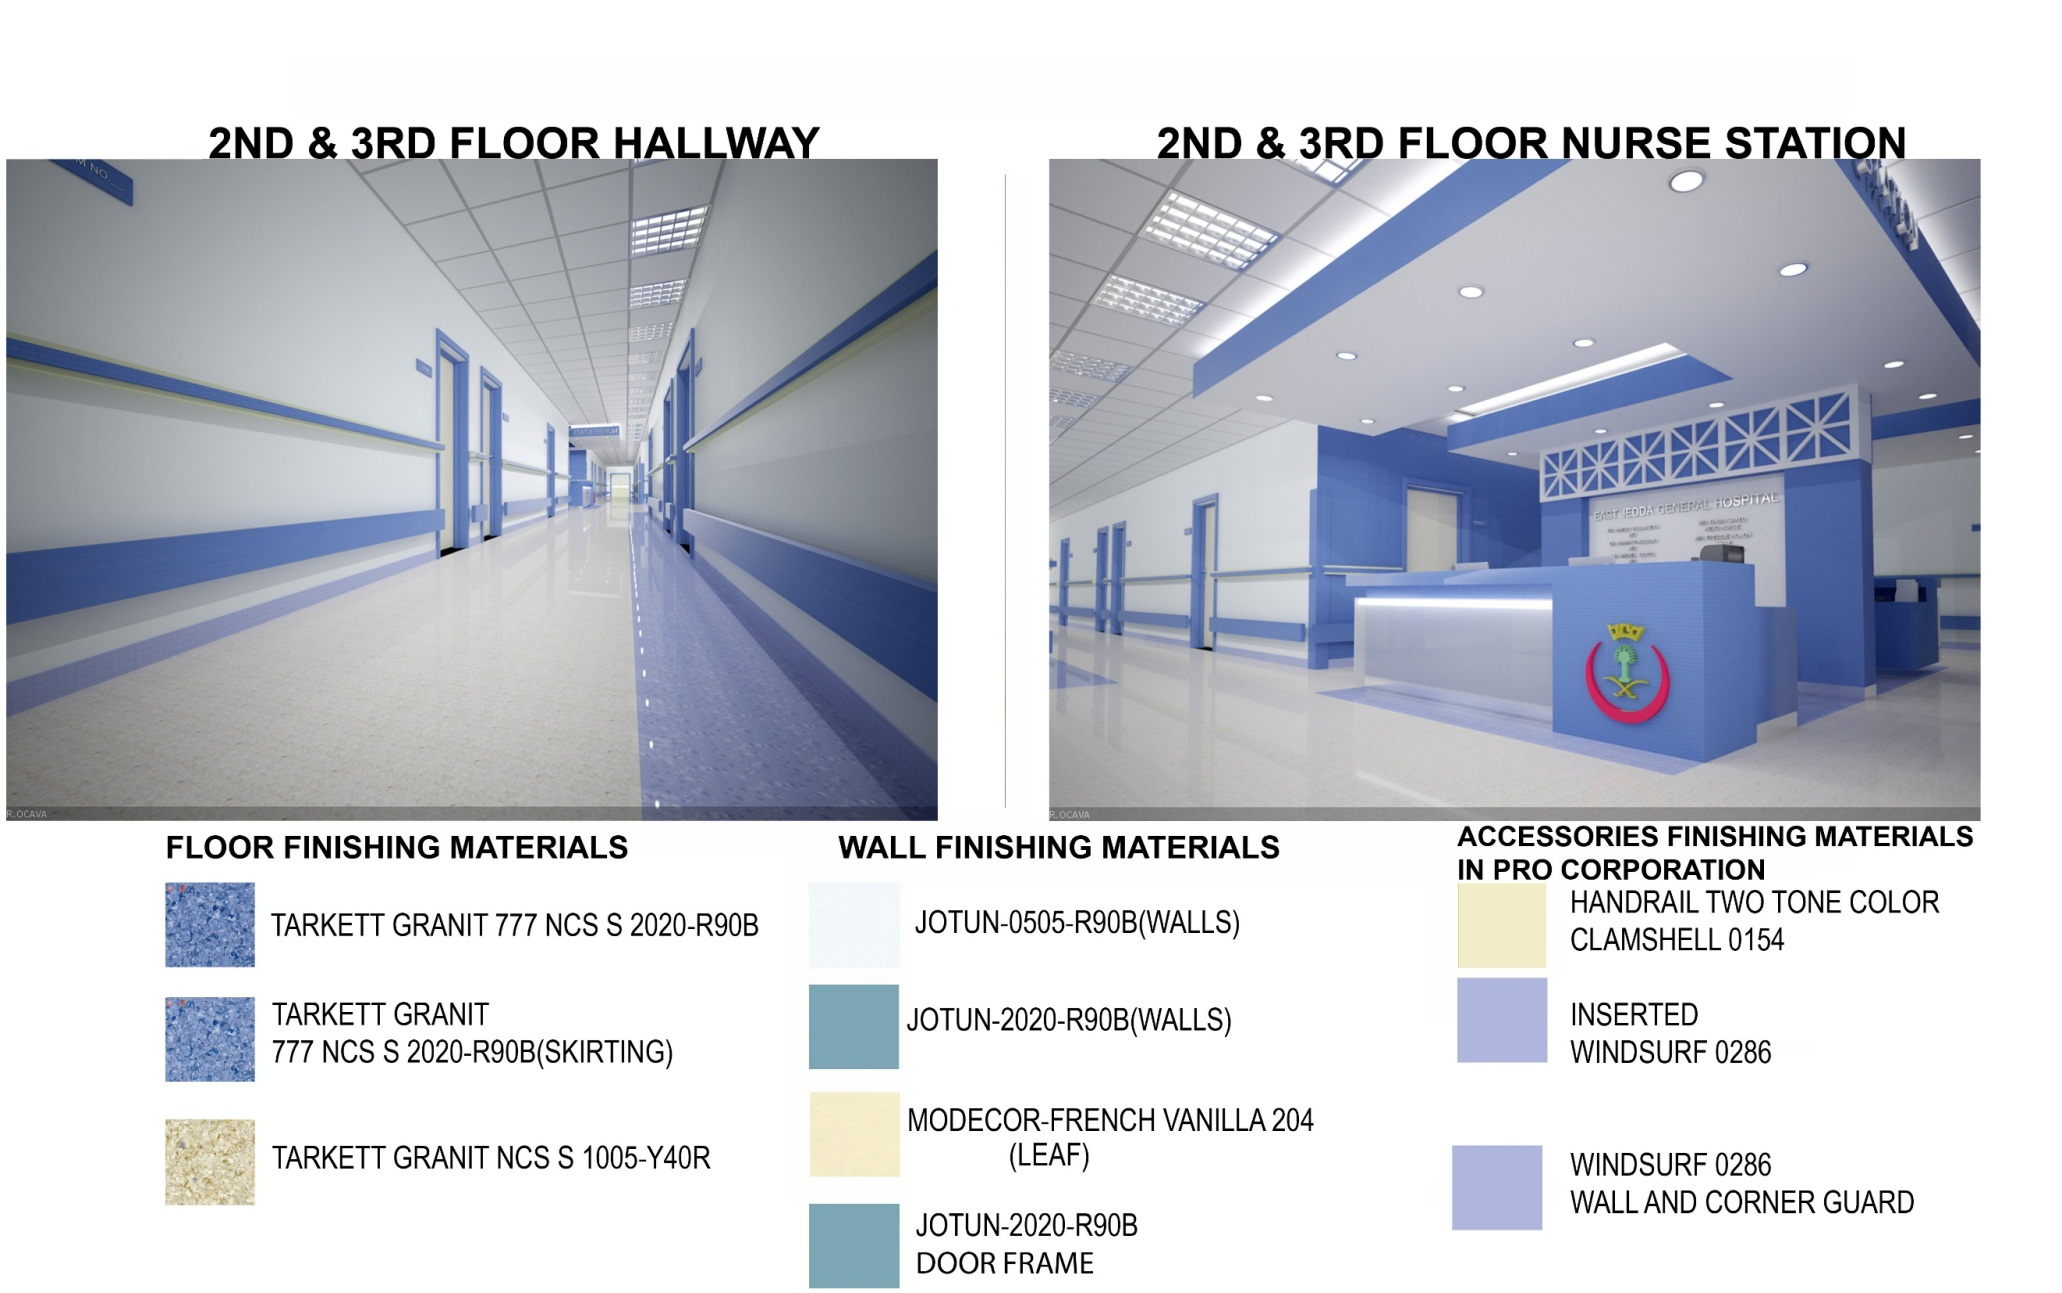 2ND & 3RD FLOOR HALLWAY
2ND & 3RD FLOOR NURSE STATION
M NO
EAST JEDDA GENERAL HOSPITAL
R.OCAVA
R.OCAVA
FLOOR FINISHING MATERIALS
TARKETT GRANIT 777 NCS S 2020-R90B
TARKETT GRANIT
777 NCS S 2020-R90B(SKIRTING)
TARKETT GRANIT NCS S 1005-Y40R
WALL FINISHING MATERIALS
JOTUN-0505-R90B(WALLS)
JOTUN-2020-R90B(WALLS)
MODECOR-FRENCH VANILLA 204
(LEAF)
JOTUN-2020-R90B
DOOR FRAME
ACCESSORIES FINISHING MATERIALS
IN PRO CORPORATION
HANDRAIL TWO TONE COLOR
CLAMSHELL 0154
INSERTED
WINDSURF 0286
WINDSURF 0286
WALL AND CORNER GUARD